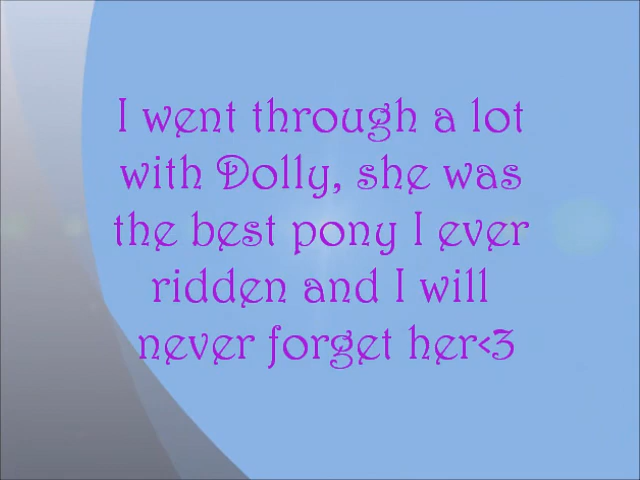 I went through a lot
with Dolly, she was
the best pony I ever
ridden and I will
never forget her<3